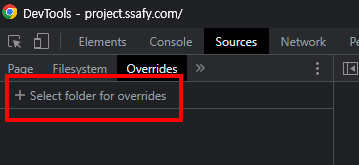 DevTools - project.ssafy.com/
Elements Console Sources Network
Page Filesystem Overrides »
+ Select folder for overrides